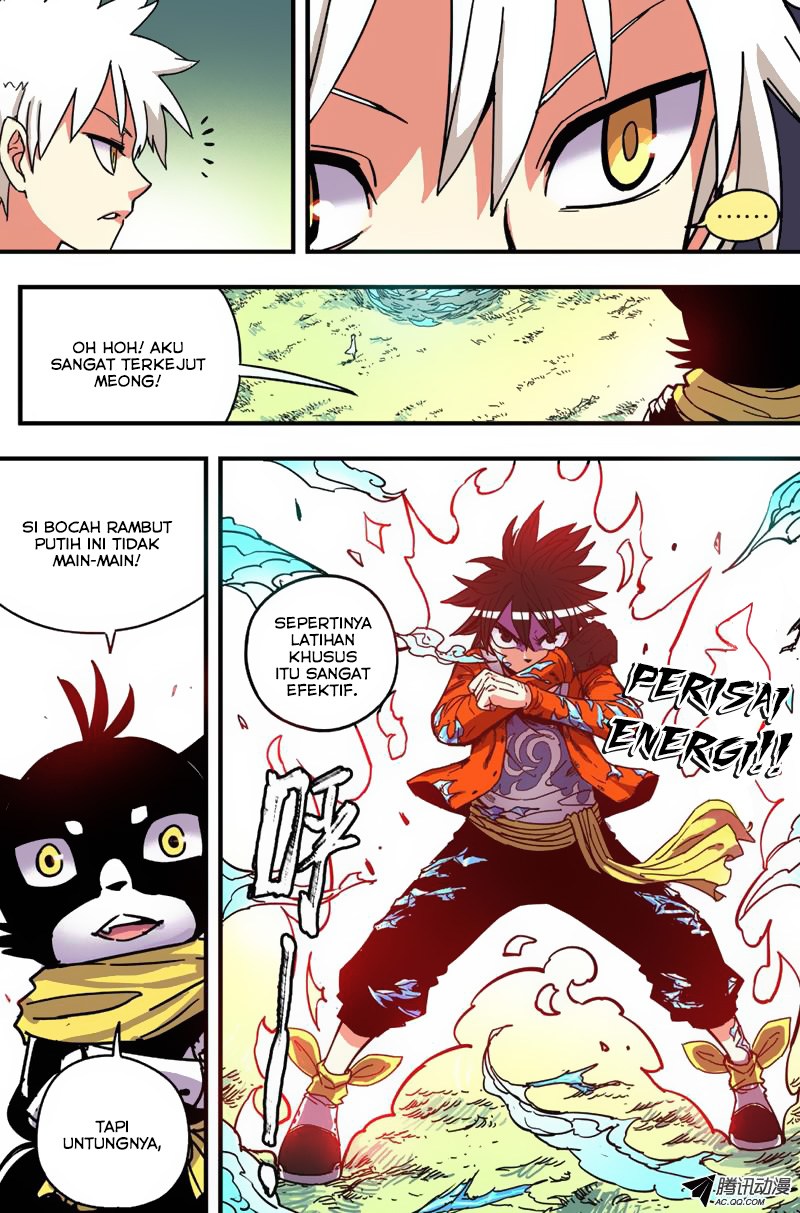 ......
OH HOH! AKU
SANGAT TERKEJUT
MEONG!
SI BOCAH RAMBUT
PUTIH INI TIDAK
MAIN-MAIN!
SEPERTINYA
LATIHAN
KHUSUS
ITU SANGAT
EFEKTIF.
PERISAI
ENERGI!!!
呼
TAPI
UNTUNGNYA,
腾讯动漫
AC.QQ.COM